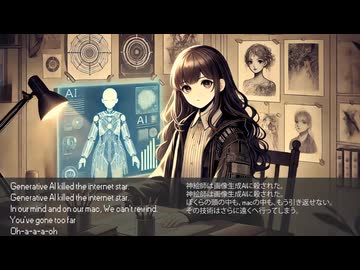 AI
Generative AI killed the internet star.
Generative AI killed the internet star.
In our mind and on our mac, We can't rewind.
You've gone too far
Oh-a-a-a-oh
神絵師は画像生成AIに殺された。
神絵師は画像生成AIに殺された。
ぼくらの頭の中も、macの中も、もう引き返せない。
その技術はさらに遠くへ行ってしまう。